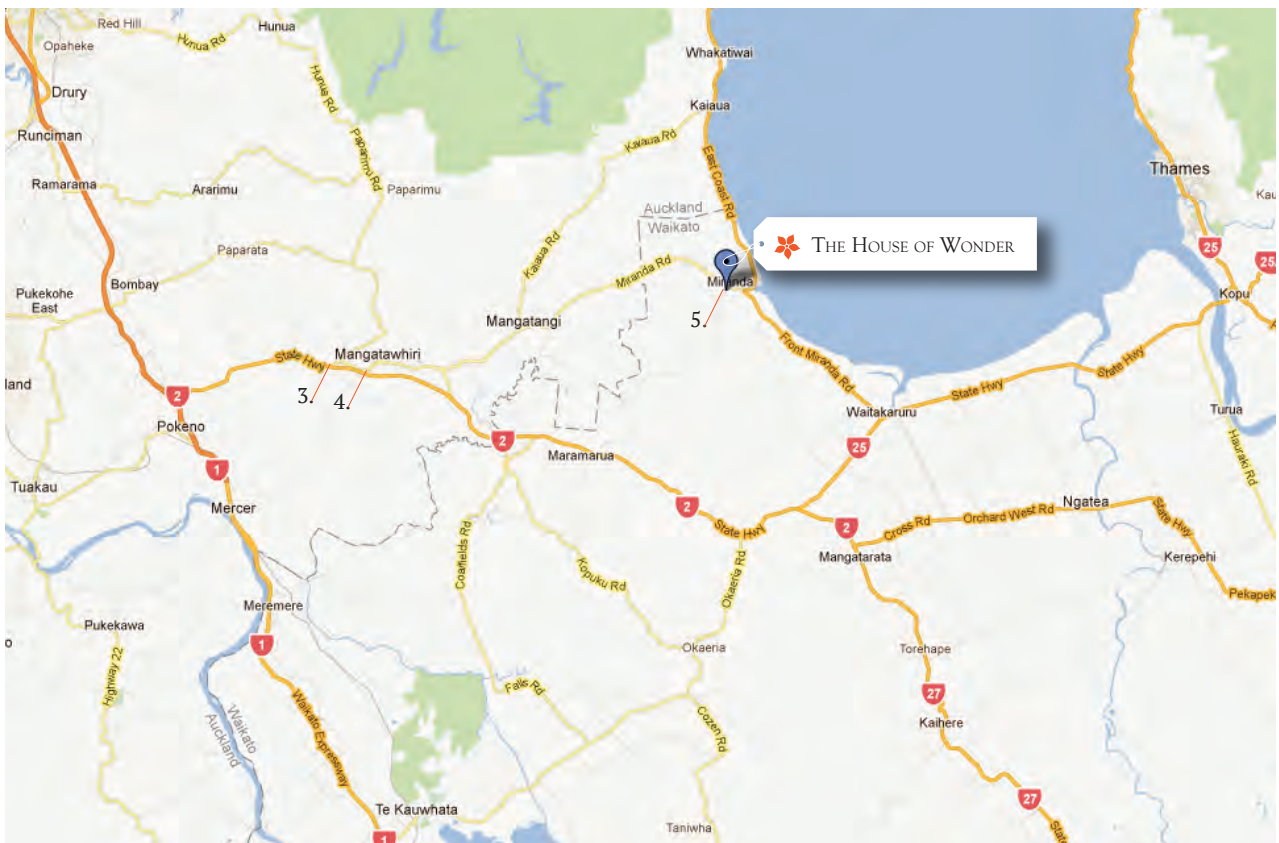 Red Hill
Hunua
Opaheke
Hunua Rd
Whakatiwai
Hunua Rd
Drury
Kaiaua
Runciman
Paparimu Rd
Kaiaua Rd
East Coast Rd
Thames
Ramarama
Ararimu
Paparimu
Auckland
Waikato
25
Paparata
Kaiaua Rd
THE HOUSE OF WONDER
Miranda Rd
Miranda
Bombay
Pukekohe
East
Kopu
Mangatangi
5.
State Hwy
Mangatawhiri
Front Miranda Rd
State Hwy
State Hwy
land
2
3.
4.
Waitakaruru
Turua
Pokeno
2
Maramarua
25
Hauraki Rd
1
Tuakau
Mercer
2
State Hwy
2
Cross Rd
Orchard West Rd
Ngatea
State Hwy
Mangatarata
Kerepehi
Coalfields Rd
Kopuku Rd
Okaeria Rd
Pekapek
Meremere
Pukekawa
1
Okaeria
Torehape
o
Highway 22
Falls Rd
27
Waikato
Auckland
Waikato Expressway
Cozen Rd
Kaihere
Te Kauwhata
27
Taniwha
1
State